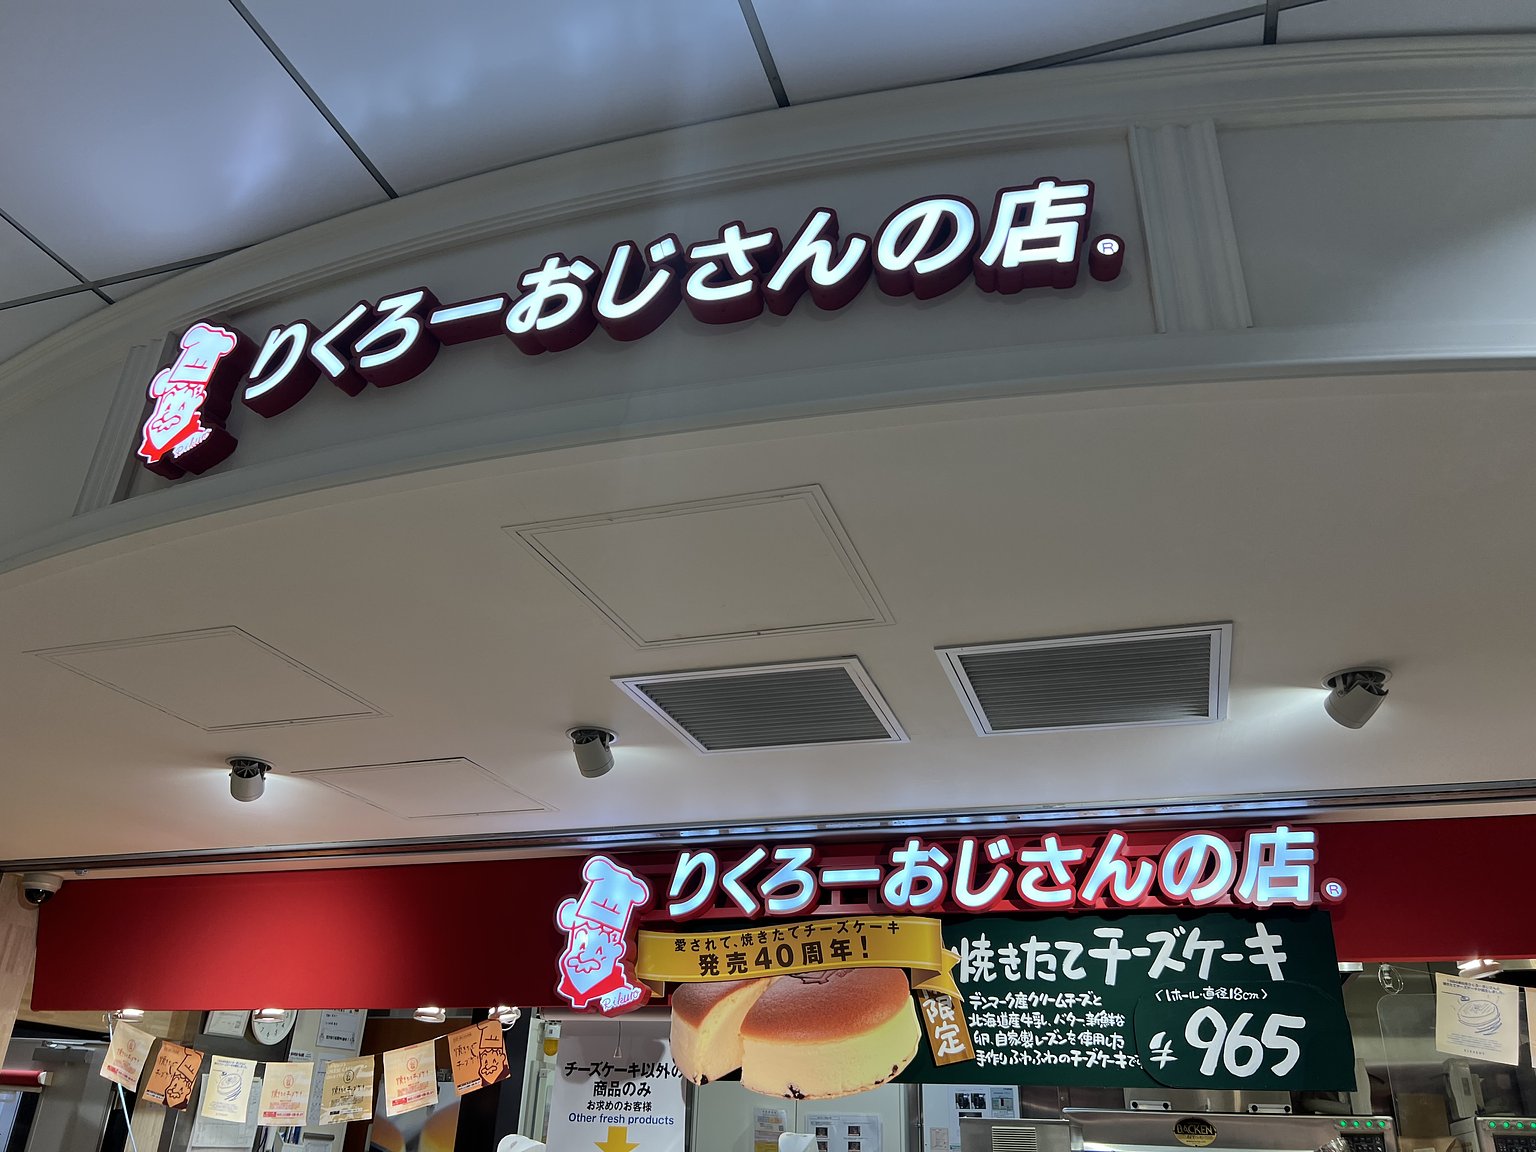 りくろーおじさんの店®
Rikuro
りくろーおじさんの店®
Rikuro
愛されて、焼きたてチーズケーキ
発売40周年!
限定
焼きたてチーズケーキ
デンマーク産クリームチーズと
北海道産牛乳、バター新鮮な
卵、自家製レーズンを使用した
手作りふわふわのチーズケーキで
(1ホール・直径18cm)
¥965
チーズケーキ以外の
商品のみ
お求めのお客様
Other fresh products
BACKEN